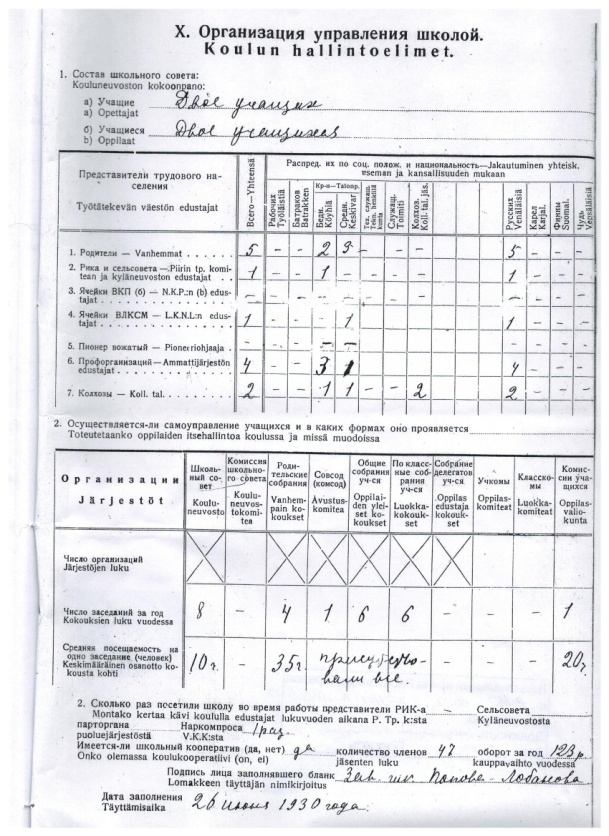 X. Организация управления школой.
Koulun hallintoelimet.
1. Состав школьного совета:
Kouluneuvoston kokoonpano:
а) Учащие Двое учащих
a) Opettajat
б) Учащиеся Двое учащихся
b) Oppilaat
Представители трудового населения
Työtätekevän väestön edustajat
Всего—Yhteensä
Распред. их по соц. полож. и национальность—Jakautuminen yhteisk. aseman ja kansallisuuden mukaan
Рабочих Työläistiä
Батраков Batrakken
Кр-н—Talonp.
Бедн. Köyhiä
Средн. Keskivar
Служащ. Toimiti
Колхоз. Koll. tal. jäs.
Русских Venäläisiä
Карел Karjal.
Финны Suomal.
Чудь Vepsäläisiä
1. Родители — Vanhemmat . . . . . . 5 – – 2 3 – – – 5 – – –
2. Рика и сельсовета — Piirin tp. komitean ja kyläneuvoston edustajat . . 1 – – 1 – – – – 1 – – –
3. Ячейки ВКП (б) — N.K.P.:n (b) edustajat . . . – – – – – – – – – – – –
4. Ячейки ВЛКСМ — L.K.N.L:n edustajat . . . 1 – – 1 1 – – –
5. Пионер вожатый — Pioneeriohjaaja . – – – – – –
6. Профорганизаций — Ammattijärjestön edustajat . . . 4 – – 3 1 4 – – –
7. Колхозы — Koll. tal. . . . 2 – – 1 1 – – 2 2 – – –
2. Осуществляется-ли самоуправление учащихся и в каких формах оно проявляется
Toteutetaanko oppilaiden itsehallintoa koulussa ja missä muodoissa
Организации
Järjestöt
Школьный совет Kouluneuvosto
Комиссия школьного совета Kouluneuvostokomitea
Родительские собрания Vanhempain kokoukset
Совсод (комсод) Avustuskomitea
Общие собрания уч-ся Oppilaiden yleiset kokoukset
По классные собрания уч-ся Luokkakokoukset
Собрание делегатов уч-ся Oppilas edustaja kokoukset
Учкомы Oppilaskomiteat
Класскомы Luokkakomiteat
Комиссии учащихся Oppilasvaliokunta
Число организаций
Järjestöjen luku
Число заседаний за год 8 – 4 1 6 6 – – – 1
Kokouksien luku vuodessa
Средняя посещаемость на одно заседание (человек) 10 ч. – 35 ч. присутствовали все. – – – 20 ч.
Keskimääräinen osanotto kokousta kohti
2. Сколько раз посетили школу во время работы представители РИК-а – Сельсовета
Montako kertaa kävi koululla edustajat lukuvuoden aikana P. Tp. k:sta Kyläneuvostosta
парторгана Наркомпроса 1 раз.
puoluejärjestöstä V.K.K:sta
Имеется-ли школьный кооператив (да, нет) да количество членов 47 оборот за год 123 р.
Onko olemassa koulukooperatiivi (on, ei) jäsenten luku kauppavaihto vuodessa
Подпись лица заполнявшего бланк Зав. шк. Попова-Лобанова
Lomakkeen täyttäjän nimikirjoitus
Дата заполнения 26 июня 1930 года.
Täyttämisaika